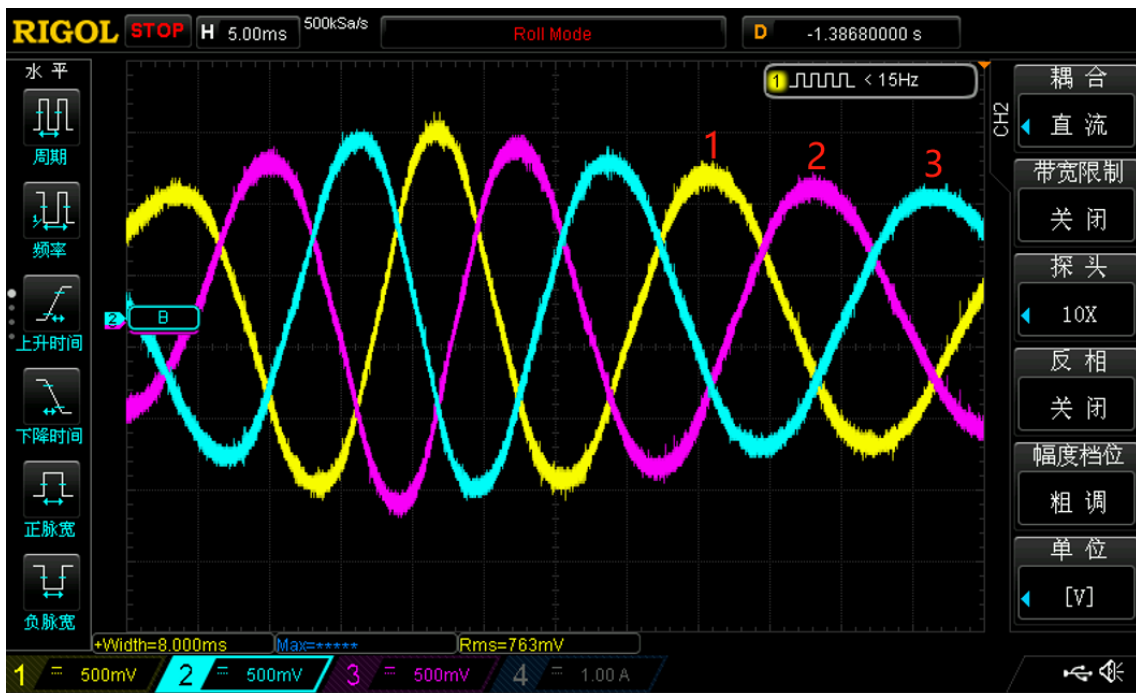 RIGOL STOP H 5.00ms 500kSa/s Roll Mode D -1.38680000 s
水平
周期
频率
上升时间
下降时间
正脉宽
负脉宽
1 < 15Hz
1 2 3
2 B
CH2
耦合
直流
带宽限制
关闭
探头
10X
反相
关闭
幅度档位
粗调
单位
[V]
+Width=8.000ms Max=***** Rms=763mV
1 = 500mV 2 = 500mV 3 = 500mV 4 = 1.00 A